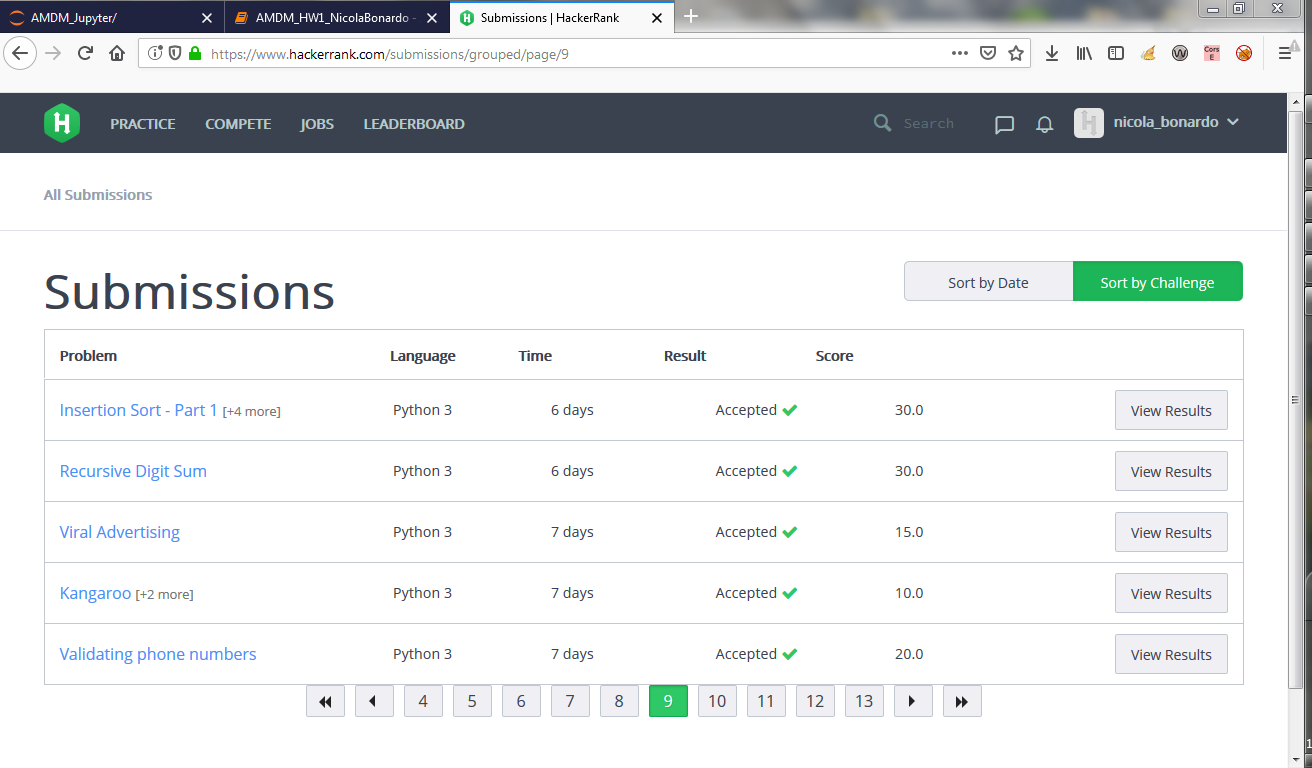 AMDM_Jupyter/
AMDM_HW1_NicolaBonardo -
Submissions | HackerRank
https://www.hackerrank.com/submissions/grouped/page/9
Cors E
H PRACTICE COMPETE JOBS LEADERBOARD Search nicola_bonardo
All Submissions
Submissions
Sort by Date Sort by Challenge
Problem Language Time Result Score
Insertion Sort - Part 1 [+4 more] Python 3 6 days Accepted 30.0 View Results
Recursive Digit Sum Python 3 6 days Accepted 30.0 View Results
Viral Advertising Python 3 7 days Accepted 15.0 View Results
Kangaroo [+2 more] Python 3 7 days Accepted 10.0 View Results
Validating phone numbers Python 3 7 days Accepted 20.0 View Results
4 5 6 7 8 9 10 11 12 13